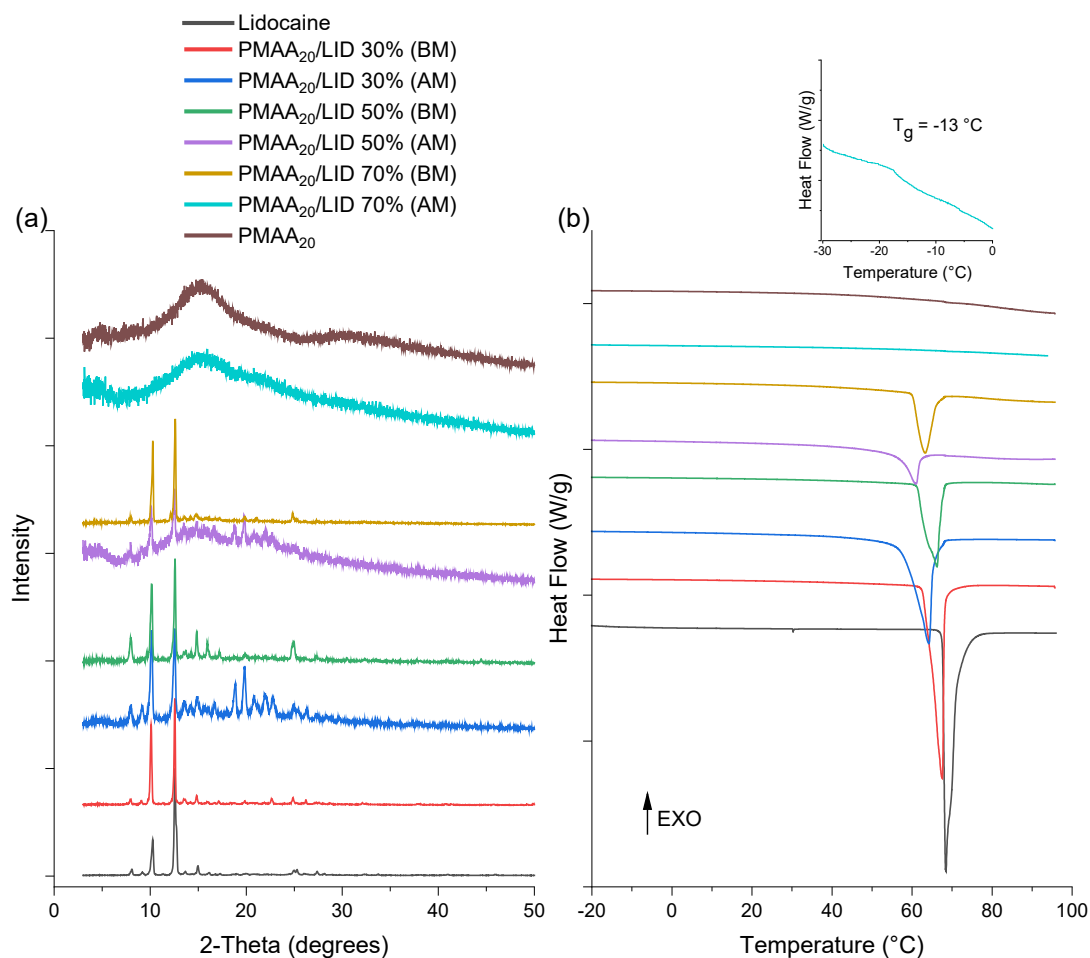 Lidocaine
PMAA₂₀/LID 30% (BM)
PMAA₂₀/LID 30% (AM)
PMAA₂₀/LID 50% (BM)
PMAA₂₀/LID 50% (AM)
PMAA₂₀/LID 70% (BM)
PMAA₂₀/LID 70% (AM)
PMAA₂₀
(a)
Intensity
0 10 20 30 40 50
2-Theta (degrees)
(b)
Heat Flow (W/g)
T_g = -13 °C
-30 -20 -10 0
Temperature (°C)
Heat Flow (W/g)
EXO
-20 0 20 40 60 80 100
Temperature (°C)